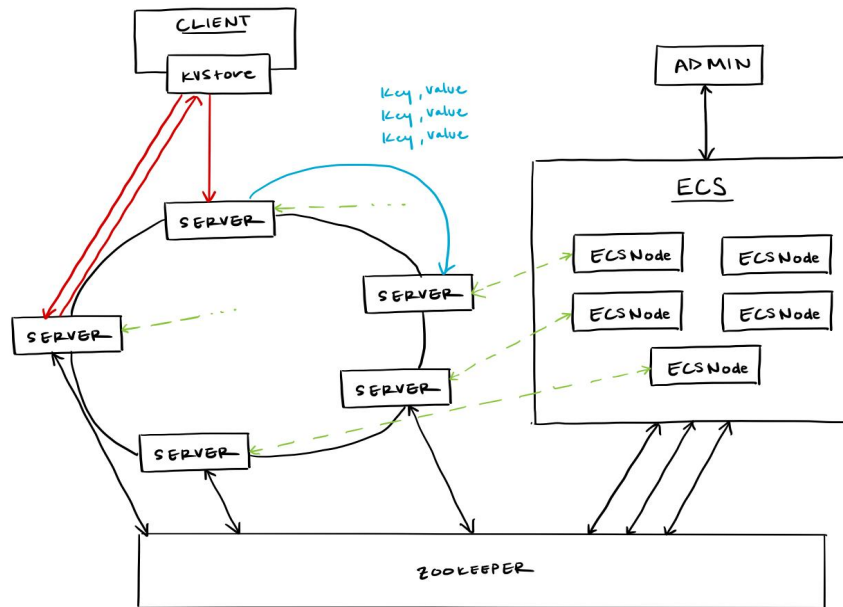 CLIENT
KVStore
ADMIN
Key, value
Key, value
Key, value
ECS
SERVER
ECSNode
ECSNode
SERVER
ECSNode
ECSNode
SERVER
ECSNode
SERVER
SERVER
ZOOKEEPER